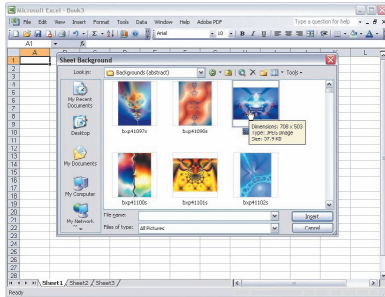 Microsoft Excel - Book3
File Edit View Insert Format Tools Data Window Help Adobe PDF Type a question for help
Arial 10 B I U
A1 fx
A L
Sheet Background
Look in: Backgrounds (abstract) Tools
My Recent Documents
Desktop
My Documents
My Computer
My Network
bxp41097s bxp41098s
Dimensions: 708 x 503
Type: JPEG Image
Size: 37.9 KB
bxp41100s bxp41101s bxp41102s
File name: Insert
Files of type: All Pictures Cancel
1
2
3
4
5
6
7
8
9
10
11
12
13
14
15
16
17
18
19
20
21
22
23
24
25
26
27
28
Sheet1 / Sheet2 / Sheet3
Ready